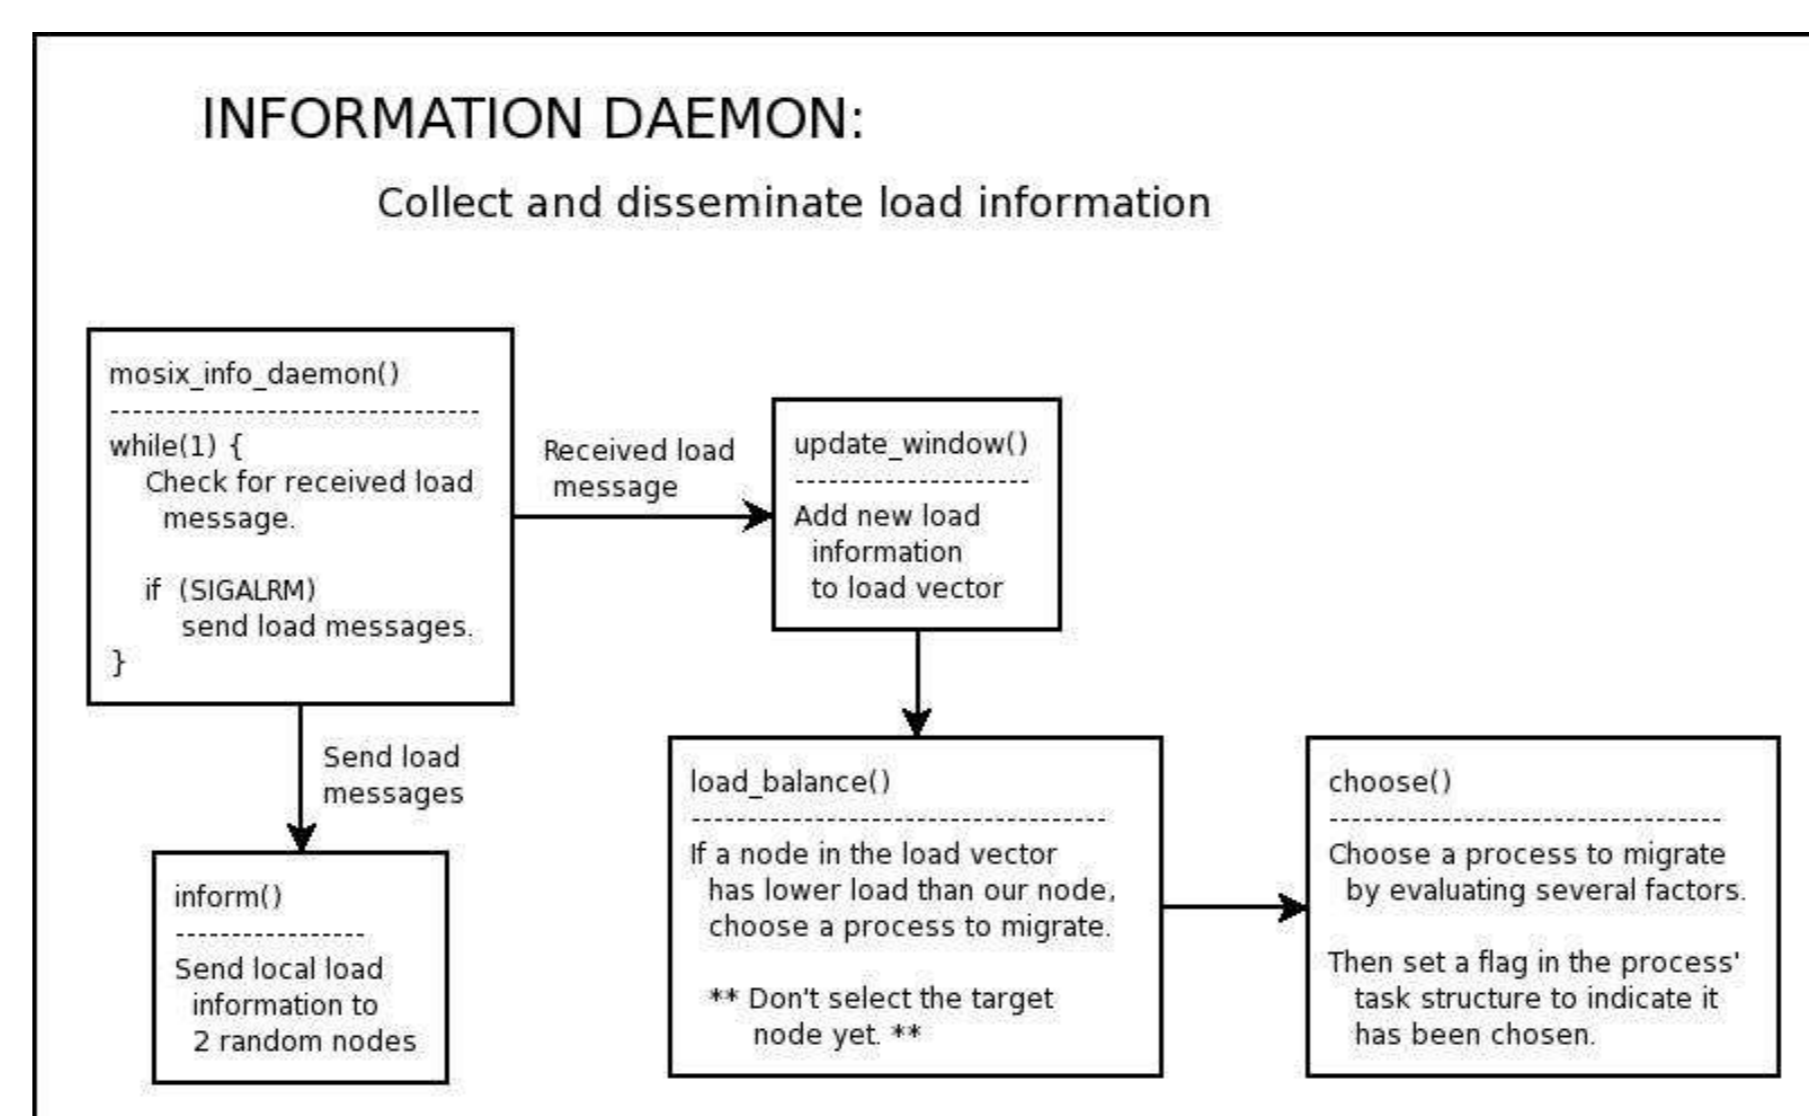 INFORMATION DAEMON:
Collect and disseminate load information
mosix_info_daemon()
--------------------------------
while(1) {
Check for received load
message.
if (SIGALRM)
send load messages.
}
Received load
message
update_window()
--------------------
Add new load
information
to load vector
Send load
messages
inform()
----------------
Send local load
information to
2 random nodes
load_balance()
------------------------------------
If a node in the load vector
has lower load than our node,
choose a process to migrate.
** Don't select the target
node yet. **
choose()
----------------------------------
Choose a process to migrate
by evaluating several factors.
Then set a flag in the process'
task structure to indicate it
has been chosen.